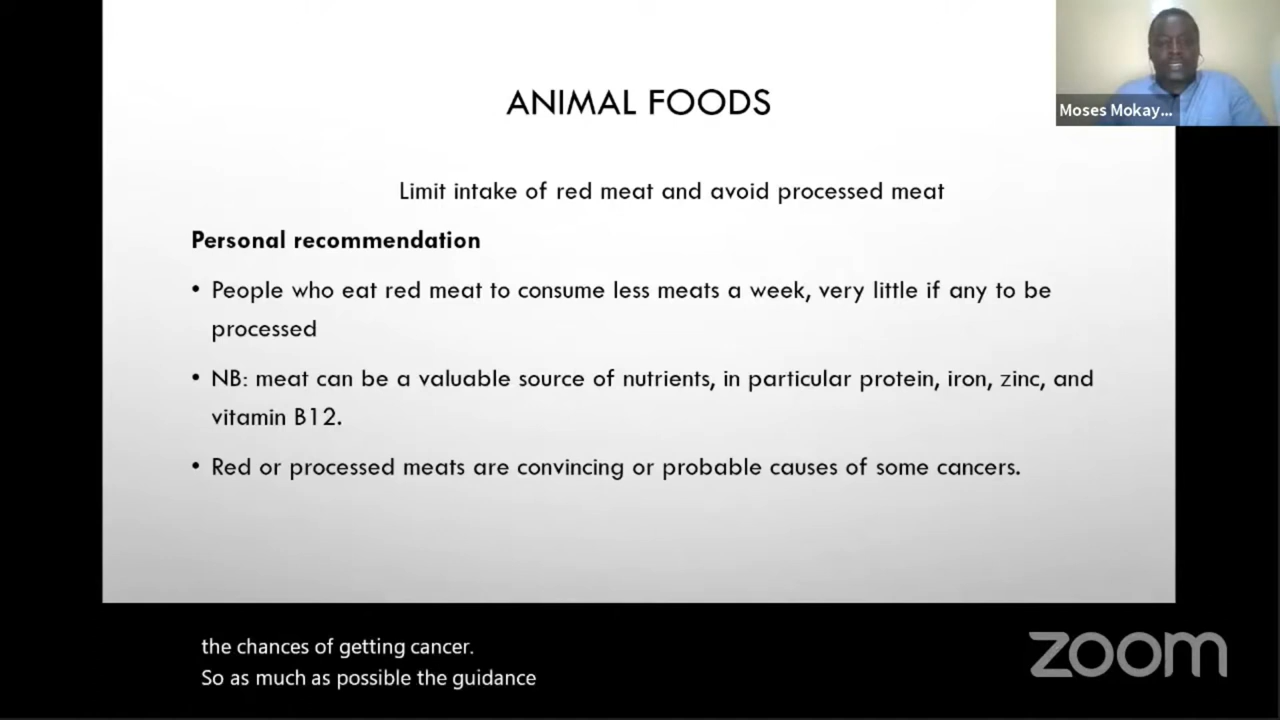 ANIMAL FOODS
Moses Mokay...
Limit intake of red meat and avoid processed meat
Personal recommendation
• People who eat red meat to consume less meats a week, very little if any to be
processed
• NB: meat can be a valuable source of nutrients, in particular protein, iron, zinc, and
vitamin B12.
• Red or processed meats are convincing or probable causes of some cancers.
the chances of getting cancer.
So as much as possible the guidance
zoom